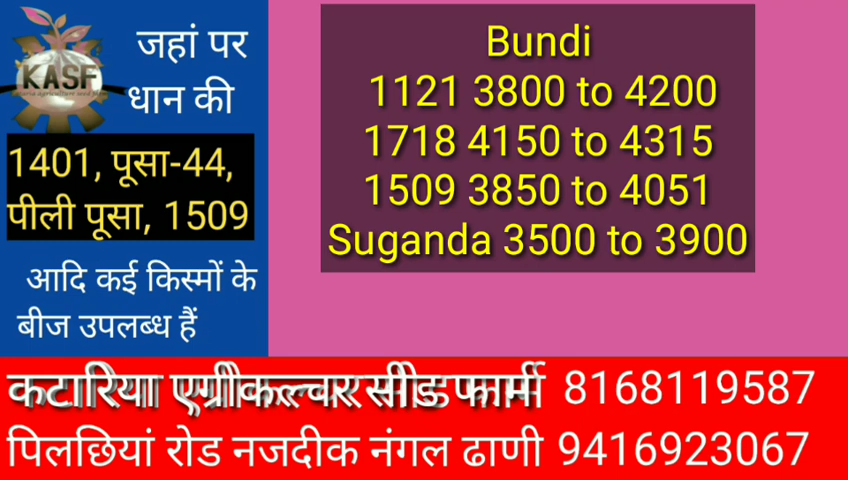 KASF
जहां पर
धान की
1401, पूसा-44,
पीली पूसा, 1509
आदि कई किस्मों के
बीज उपलब्ध हैं
Bundi
1121 3800 to 4200
1718 4150 to 4315
1509 3850 to 4051
Suganda 3500 to 3900
कटारिया एग्रीकल्चर सीड फार्म 8168119587
पिलछियां रोड नजदीक नंगल ढाणी 9416923067